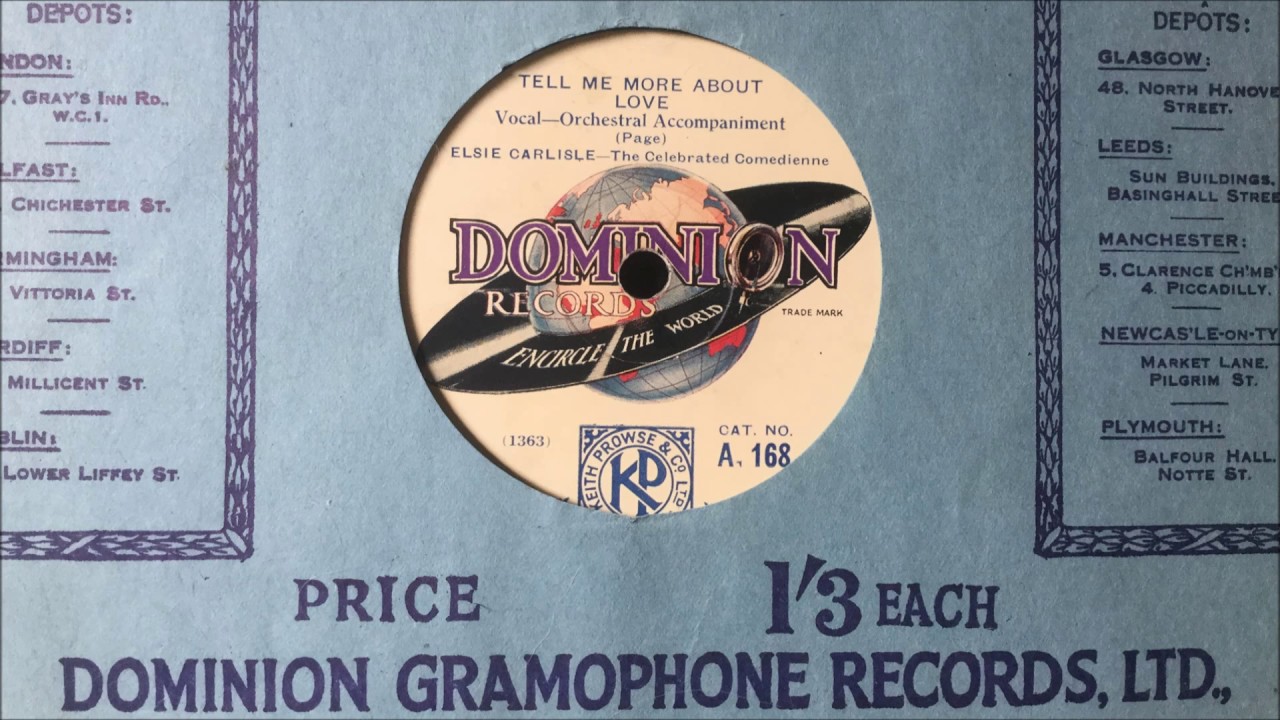 DEPÔTS:
NDON:
7, GRAY'S INN RD.,
W.C.1.
LFAST:
CHICHESTER ST.
MINGHAM:
VITTORIA ST.
RDIFF:
MILLICENT ST.
BLIN:
LOWER LIFFEY ST.
TELL ME MORE ABOUT
LOVE
Vocal—Orchestral Accompaniment
(Page)
ELSIE CARLISLE—The Celebrated Comedienne
DOMINION
RECORDS
ENCIRCLE THE WORLD
TRADE MARK
(1363)
KEITH PROWSE & CO. LTD
KP
CAT. NO.
A. 168
DEPÔTS:
GLASGOW:
48, NORTH HANOVE
STREET.
LEEDS:
SUN BUILDINGS,
BASINGHALL STREE
MANCHESTER:
5, CLARENCE CH'MB'
4, PICCADILLY.
NEWCAS'LE-ON-TY
MARKET LANE,
PILGRIM ST.
PLYMOUTH:
BALFOUR HALL,
NOTTE ST.
PRICE 1'3 EACH
DOMINION GRAMOPHONE RECORDS, LTD.,